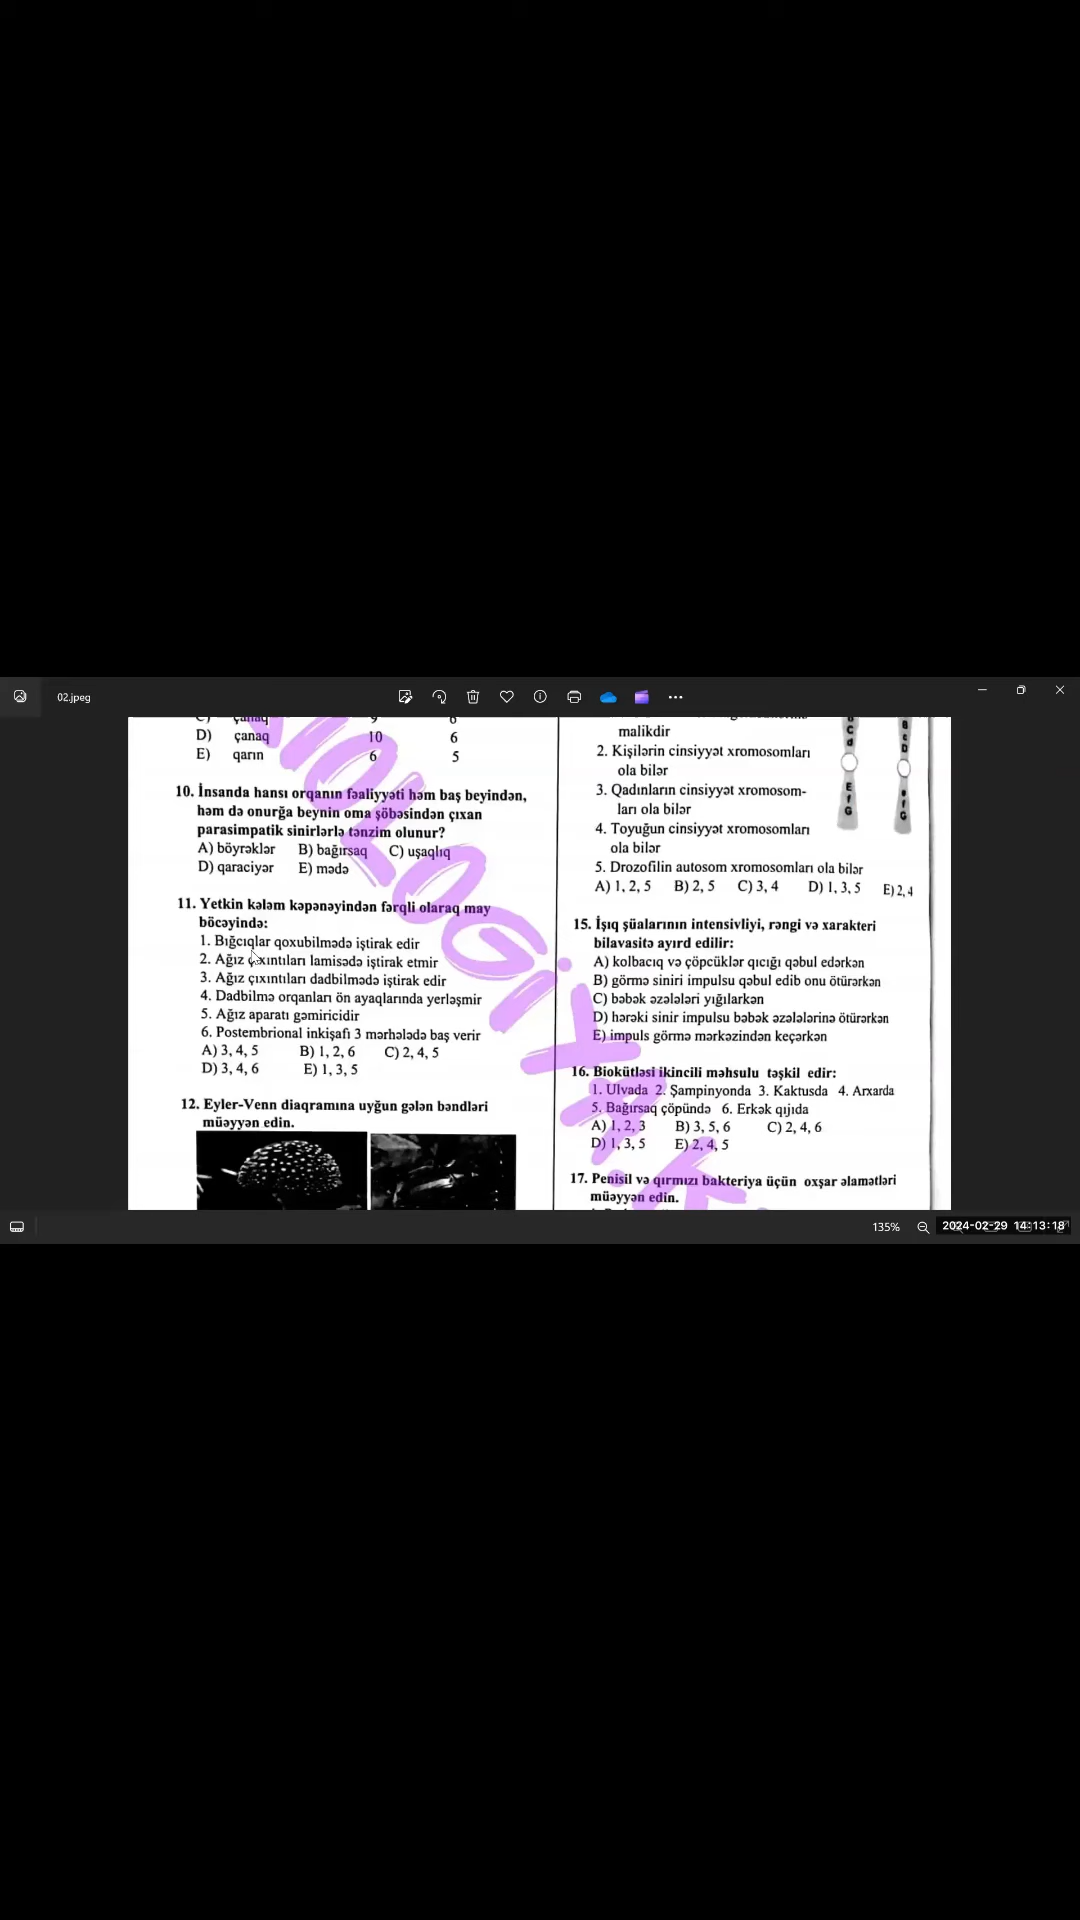 02.jpeg
C) çanaq 9 6
D) çanaq 10 6
E) qarın 6 5
10. İnsanda hansı orqanın fəaliyyəti həm baş beyindən,
həm də onurğa beynin oma şöbəsindən çıxan
parasimpatik sinirlərlə tənzim olunur?
A) böyrəklər B) bağırsaq C) uşaqlıq
D) qaraciyər E) mədə
11. Yetkin kələm kəpənəyindən fərqli olaraq may
böcəyində:
1. Bığcıqlar qoxubilmədə iştirak edir
2. Ağız çıxıntıları lamisədə iştirak etmir
3. Ağız çıxıntıları dadbilmədə iştirak edir
4. Dadbilmə orqanları ön ayaqlarında yerləşmir
5. Ağız aparatı gəmiricidir
6. Postembrional inkişafı 3 mərhələdə baş verir
A) 3, 4, 5 B) 1, 2, 6 C) 2, 4, 5
D) 3, 4, 6 E) 1, 3, 5
12. Eyler-Venn diaqramına uyğun gələn bəndləri
müəyyən edin.
malikdir
2. Kişilərin cinsiyyət xromosomları
ola bilər
3. Qadınların cinsiyyət xromosom-
ları ola bilər
4. Toyuğun cinsiyyət xromosomları
ola bilər
5. Drozofilin autosom xromosomları ola bilər
A) 1, 2, 5 B) 2, 5 C) 3, 4 D) 1, 3, 5 E) 2, 4
15. İşıq şüalarının intensivliyi, rəngi və xarakteri
bilavasitə ayırd edilir:
A) kolbacıq və çöpcüklər qıcığı qəbul edərkən
B) görmə siniri impulsu qəbul edib onu ötürərkən
C) bəbək əzələləri yığılarkən
D) hərəki sinir impulsu bəbək əzələlərinə ötürərkən
E) impuls görmə mərkəzindən keçərkən
16. Biokütləsi ikincili məhsulu təşkil edir:
1. Ulvada 2. Şampinyonda 3. Kaktusda 4. Arxarda
5. Bağırsaq çöpündə 6. Erkək qıjıda
A) 1, 2, 3 B) 3, 5, 6 C) 2, 4, 6
D) 1, 3, 5 E) 2, 4, 5
17. Penisil və qırmızı bakteriya üçün oxşar əlamətləri
müəyyən edin.
135%
2024-02-29 14:13:18